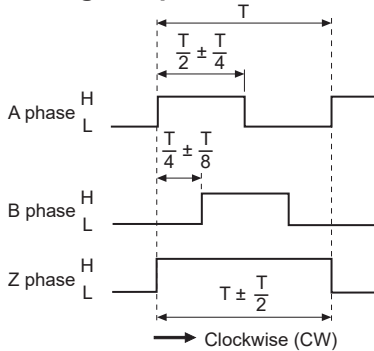 T
T/2 ± T/4
A phase H
L
T/4 ± T/8
B phase H
L
Z phase H
L
T ± T/2
Clockwise (CW)